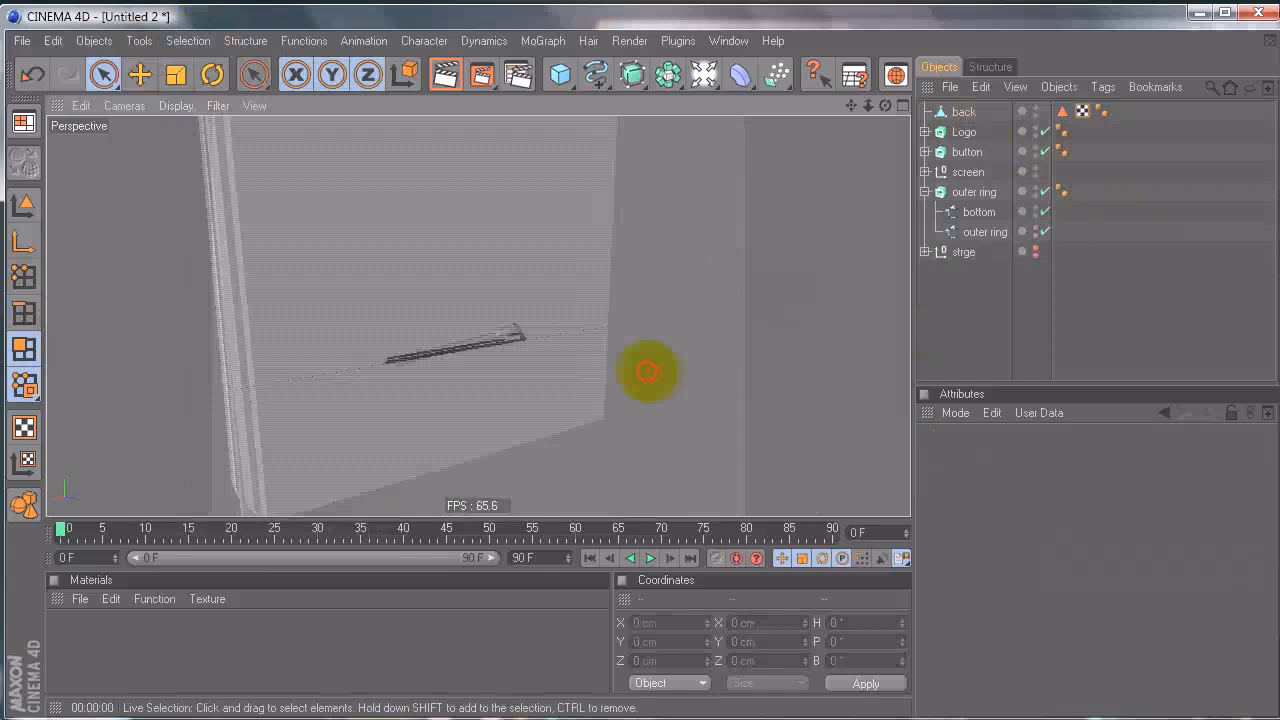 CINEMA 4D - [Untitled 2 *]
File Edit Objects Tools Selection Structure Functions Animation Character Dynamics MoGraph Hair Render Plugins Window Help
X Y Z
Objects Structure
Edit Cameras Display Filter View
File Edit View Objects Tags Bookmarks
Perspective
back
Logo
button
screen
outer ring
bottom
outer ring
strge
Attributes
Mode Edit User Data
FPS : 65.6
0 5 10 15 20 25 30 35 40 45 50 55 60 65 70 75 80 85 90 0 F
0 F 0 F 90 F 90 F
Materials
File Edit Function Texture
Coordinates
-- -- --
X 0 cm X 0 cm H 0 °
Y 0 cm Y 0 cm P 0 °
Z 0 cm Z 0 cm B 0 °
Object Size Apply
MAXON CINEMA 4D
00:00:00 Live Selection: Click and drag to select elements. Hold down SHIFT to add to the selection, CTRL to remove.